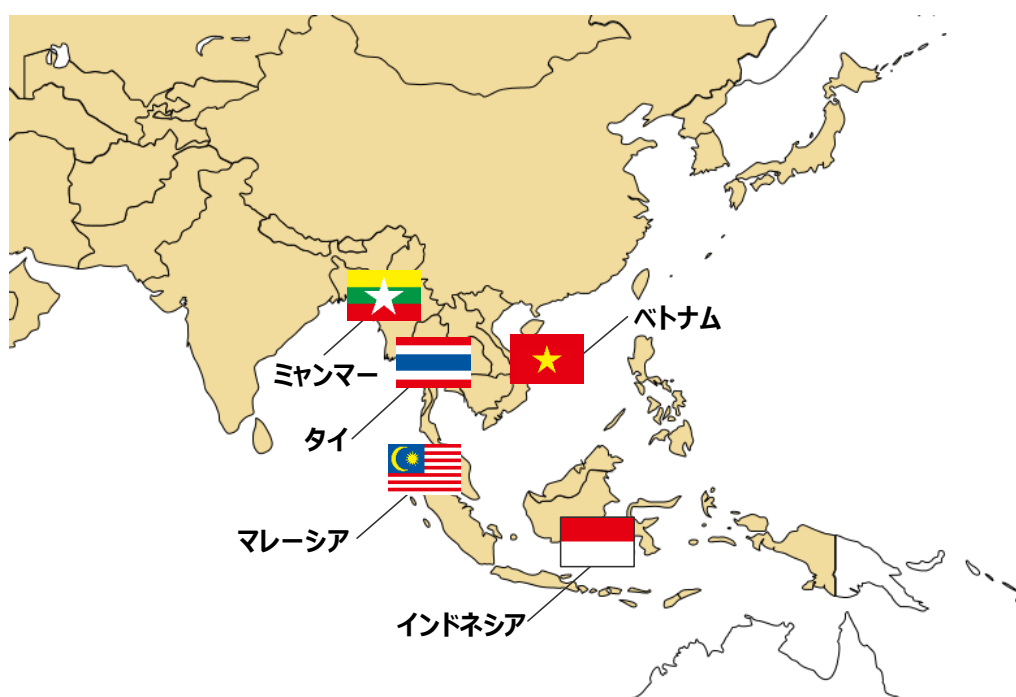 ベトナム
ミャンマー
タイ
マレーシア
インドネシア